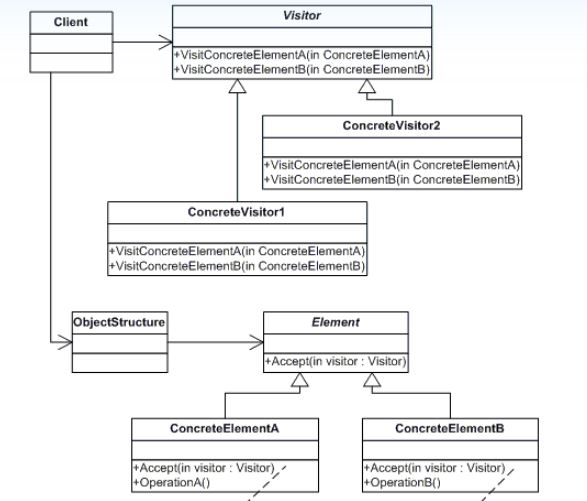 Client
Visitor
+VisitConcreteElementA(in ConcreteElementA)
+VisitConcreteElementB(in ConcreteElementB)
ConcreteVisitor2
+VisitConcreteElementA(in ConcreteElementA)
+VisitConcreteElementB(in ConcreteElementB)
ConcreteVisitor1
+VisitConcreteElementA(in ConcreteElementA)
+VisitConcreteElementB(in ConcreteElementB)
ObjectStructure
Element
+Accept(in visitor : Visitor)
ConcreteElementA
+Accept(in visitor : Visitor)
+OperationA()
ConcreteElementB
+Accept(in visitor : Visitor)
+OperationB()